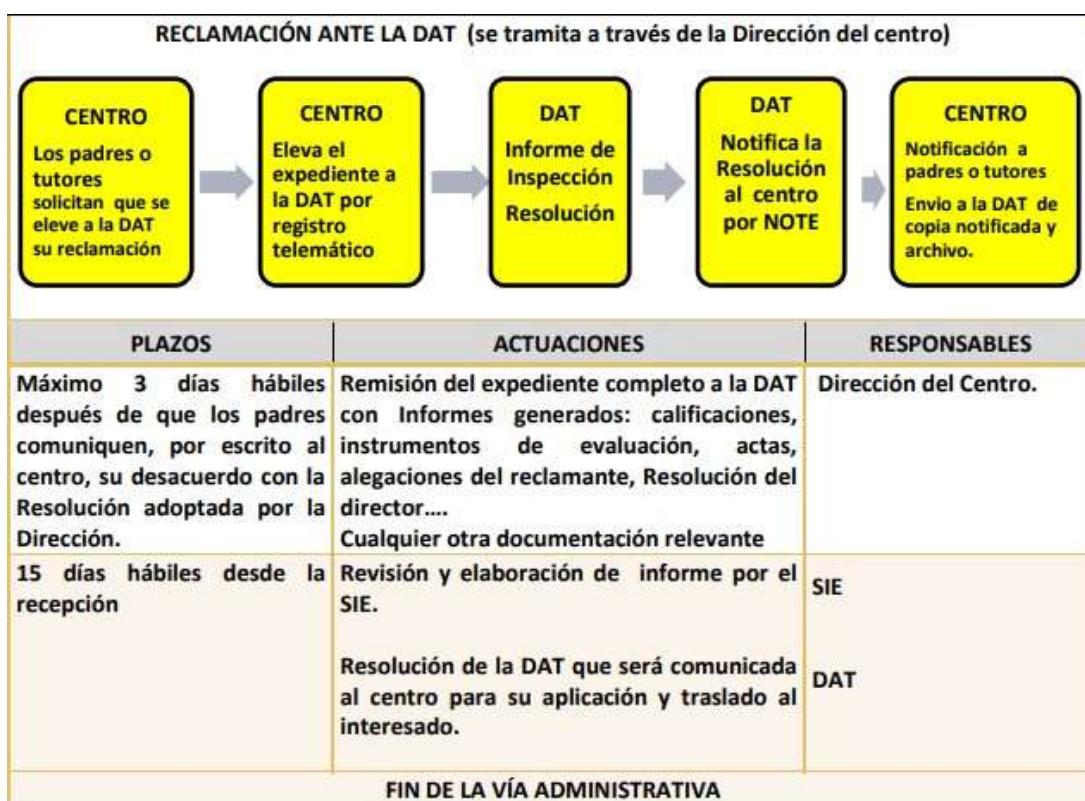 RECLAMACIÓN ANTE LA DAT (se tramita a través de la Dirección del centro)
CENTRO
Los padres o
tutores
solicitan que se
eleve a la DAT
su reclamación
CENTRO
Eleva el
expediente a
la DAT por
registro
telemático
DAT
Informe de
Inspección
Resolución
DAT
Notifica la
Resolución
al centro
por NOTE
CENTRO
Notificación a
padres o tutores
Envio a la DAT de
copia notificada y
archivo.
PLAZOS
ACTUACIONES
RESPONSABLES
Máximo 3 días hábiles
después de que los padres
comuniquen, por escrito al
centro, su desacuerdo con la
Resolución adoptada por la
Dirección.
Remisión del expediente completo a la DAT
con Informes generados: calificaciones,
instrumentos de evaluación, actas,
alegaciones del reclamante, Resolución del
director....
Cualquier otra documentación relevante
Dirección del Centro.
15 días hábiles desde la
recepción
Revisión y elaboración de informe por el
SIE.
Resolución de la DAT que será comunicada
al centro para su aplicación y traslado al
interesado.
SIE
DAT
FIN DE LA VÍA ADMINISTRATIVA